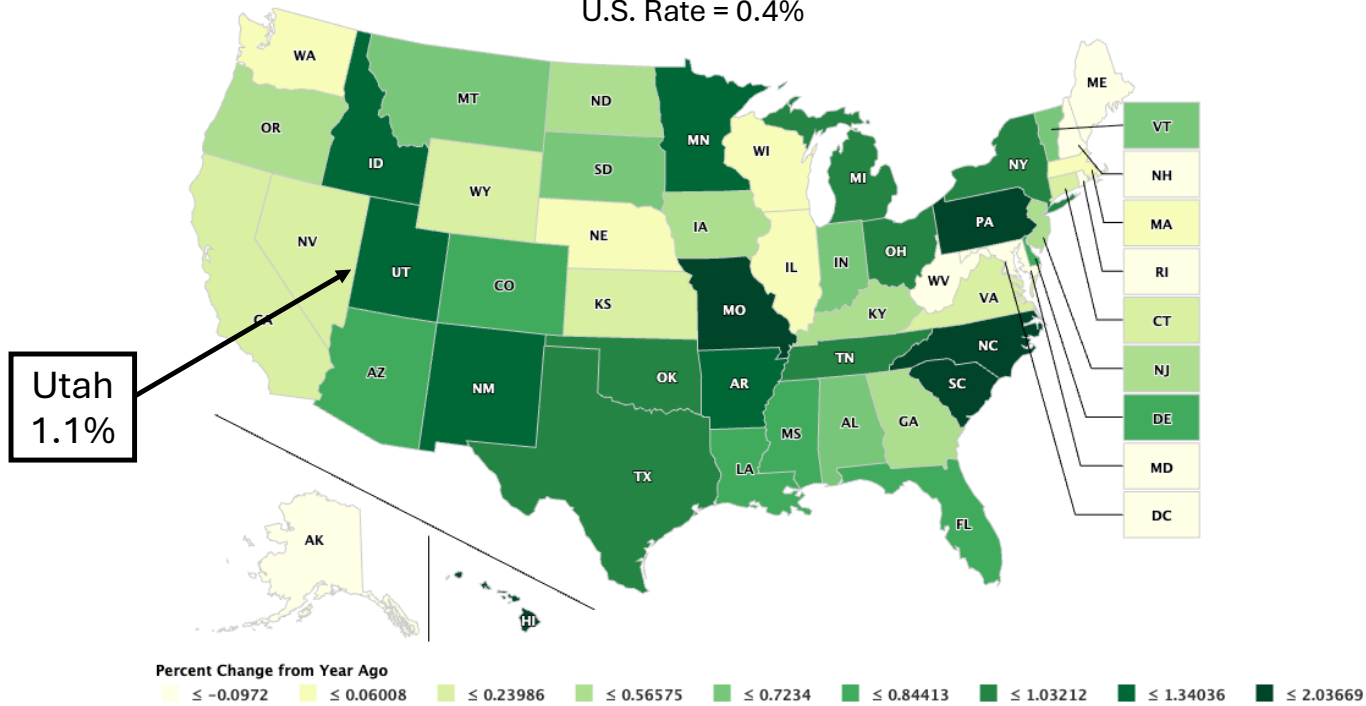 U.S. Rate = 0.4%
WA
MT
ND
MN
ME
OR
ID
SD
WI
MI
NY
VT
NH
WY
IA
PA
MA
NV
NE
OH
UT
CO
IL
IN
WV
RI
KS
MO
KY
VA
CA
CT
AZ
NM
OK
AR
TN
NC
SC
NJ
Utah
1.1%
TX
LA
MS
AL
GA
DE
MD
DC
FL
AK
HI
Percent Change from Year Ago
≤ -0.0972 ≤ 0.06008 ≤ 0.23986 ≤ 0.56575 ≤ 0.7234 ≤ 0.84413 ≤ 1.03212 ≤ 1.34036 ≤ 2.03669